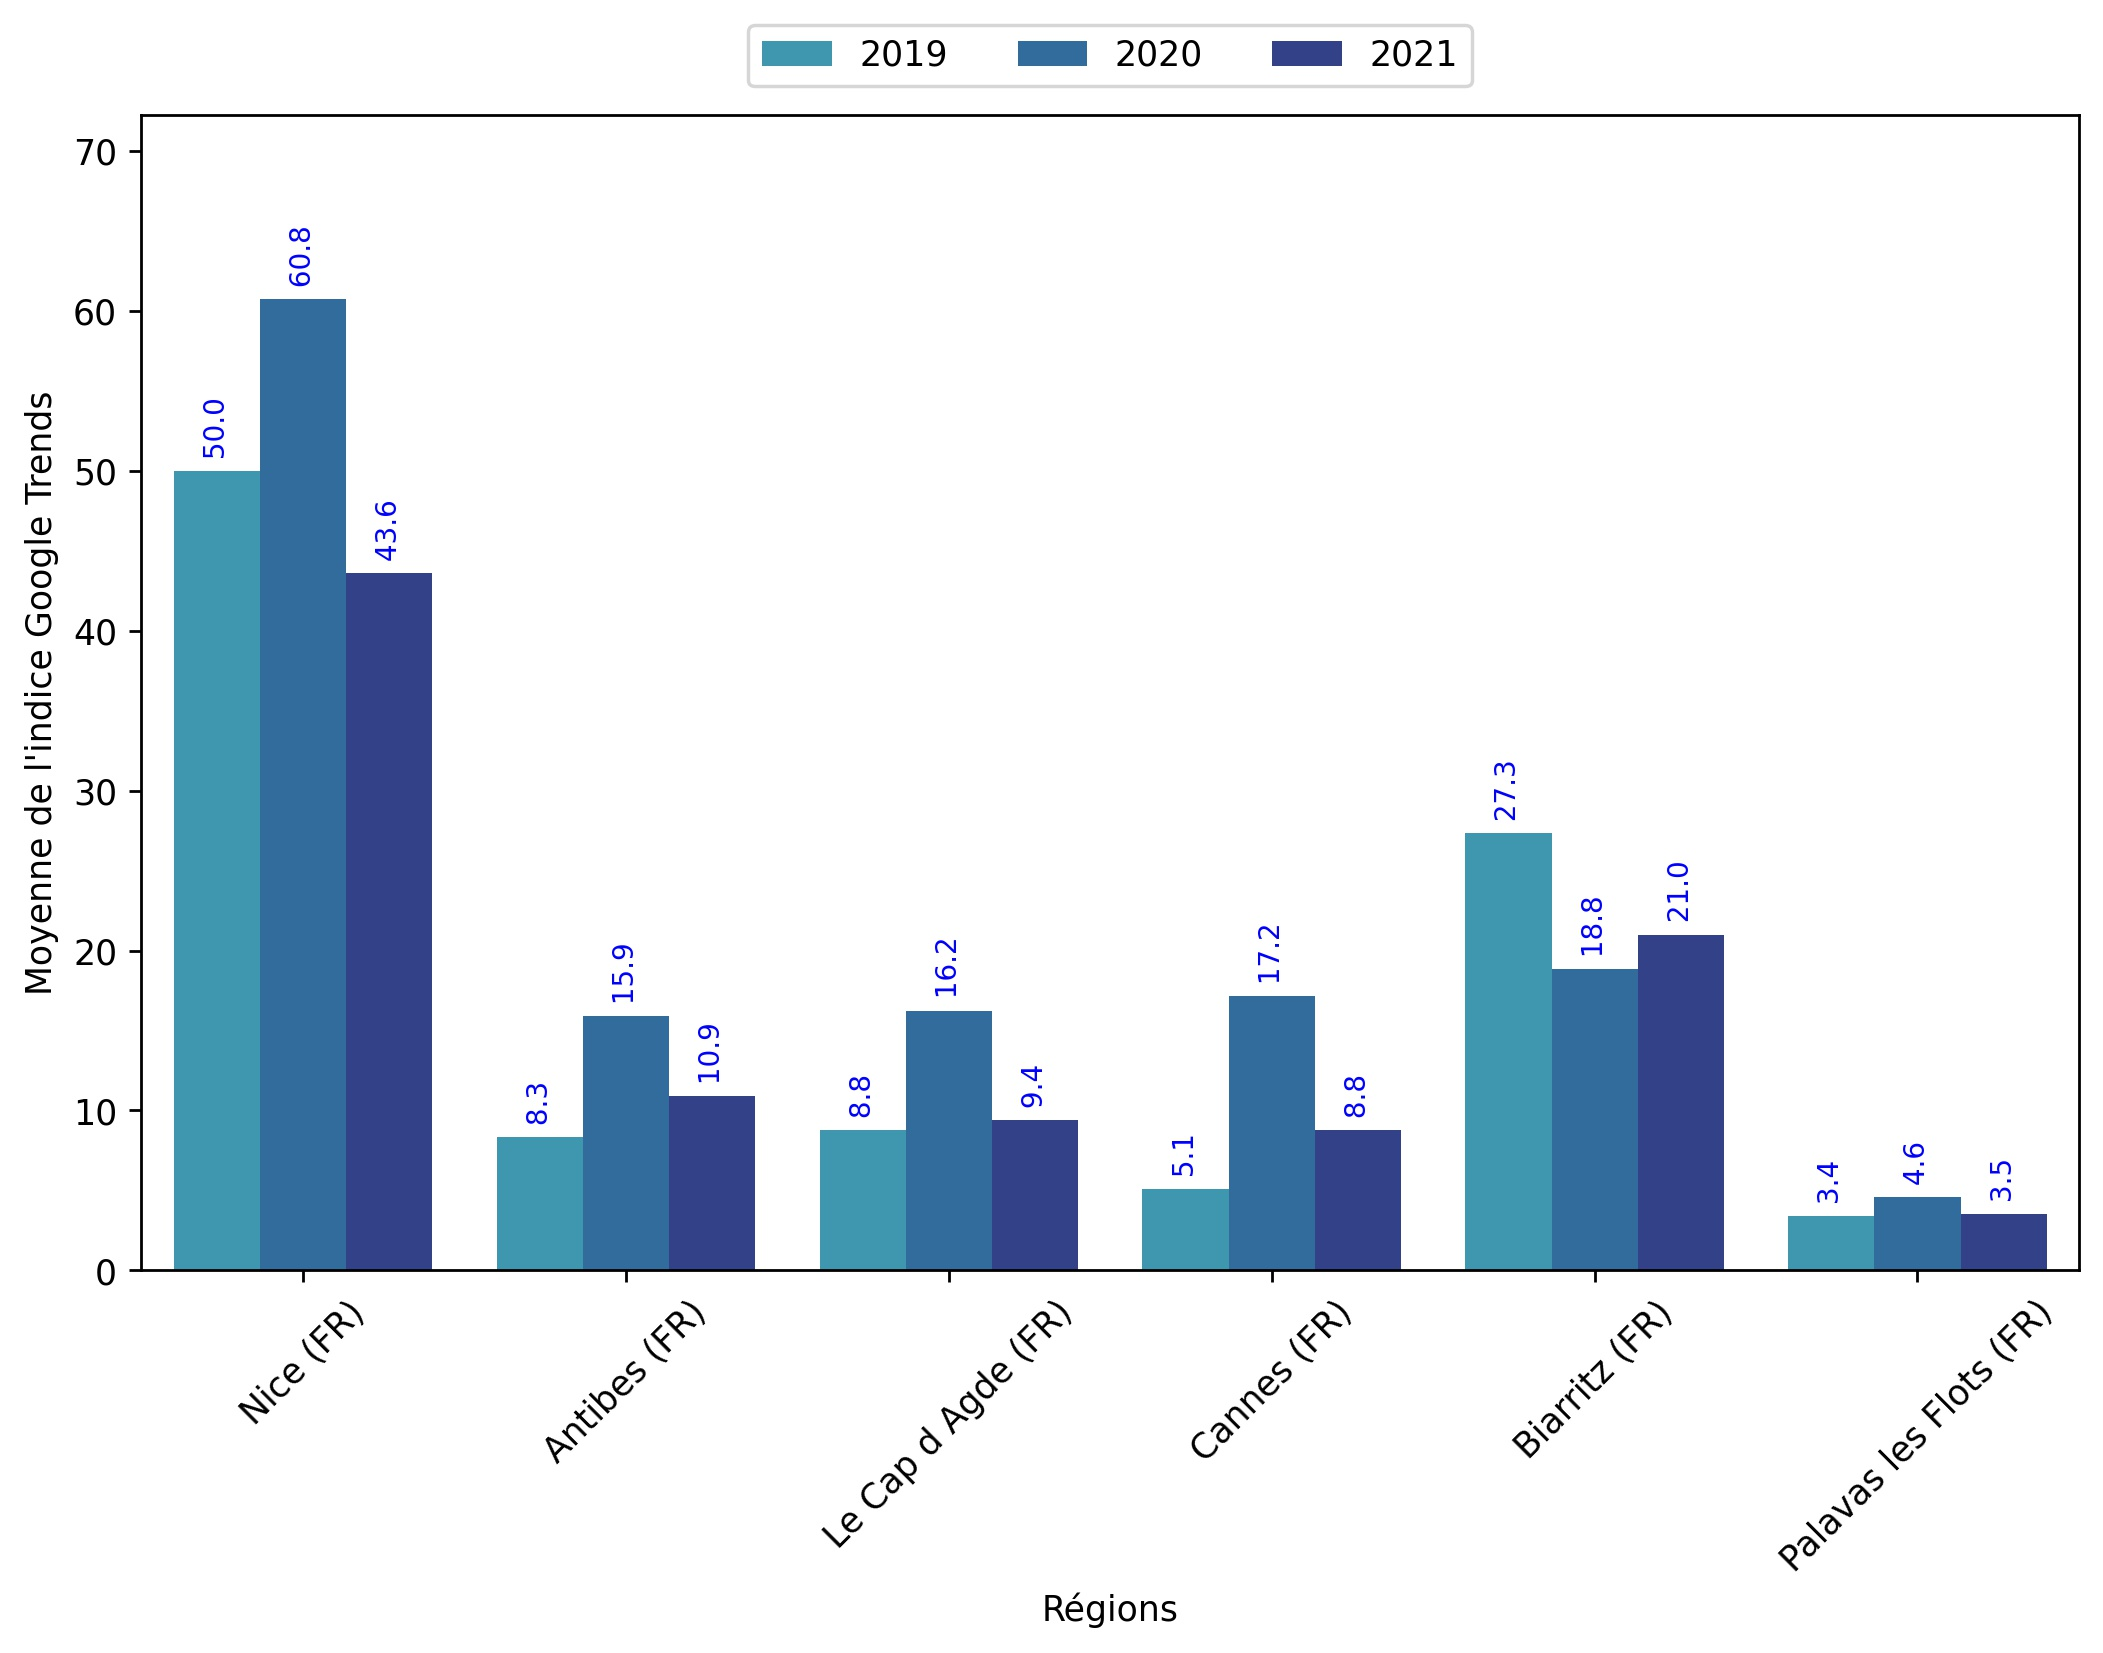 2019 2020 2021
Moyenne de l'indice Google Trends
70
60
50
40
30
20
10
0
50.0 60.8 43.6
8.3 15.9 10.9
8.8 16.2 9.4
5.1 17.2 8.8
27.3 18.8 21.0
3.4 4.6 3.5
Nice (FR)
Antibes (FR)
Le Cap d Agde (FR)
Cannes (FR)
Biarritz (FR)
Palavas les Flots (FR)
Régions